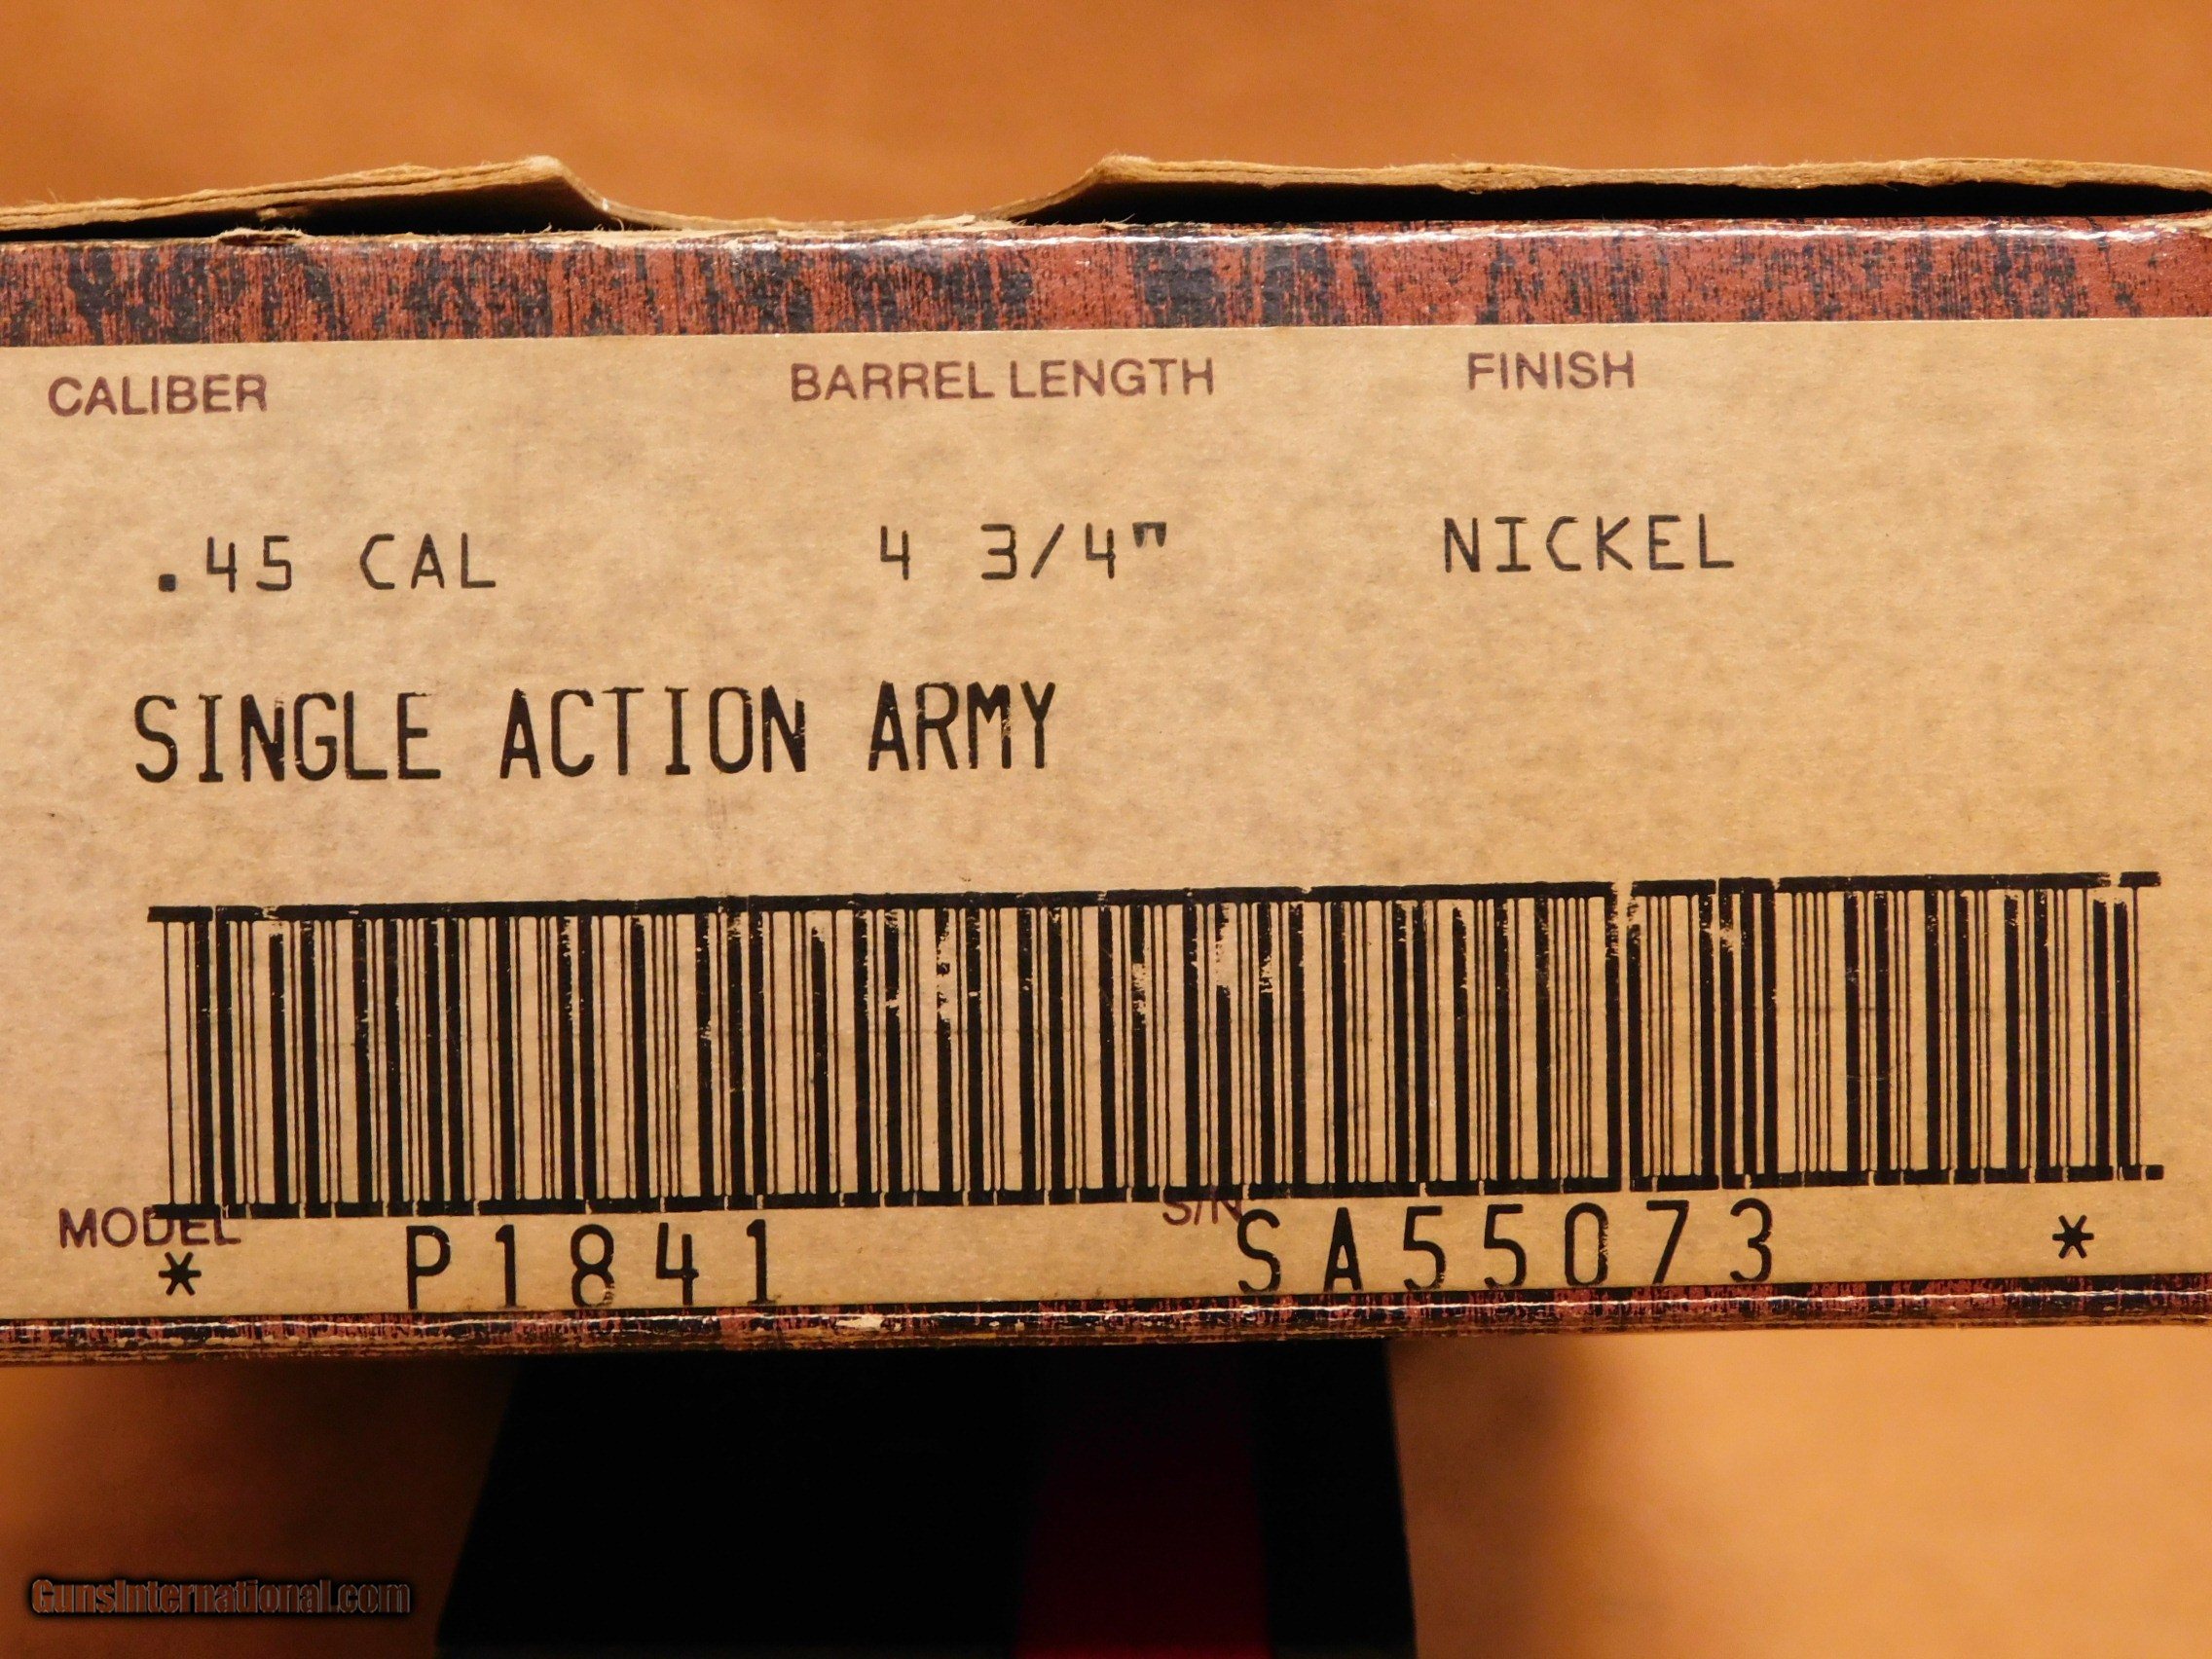 CALIBER BARREL LENGTH FINISH
.45 CAL 4 3/4" NICKEL
SINGLE ACTION ARMY
MODEL S/N
* P1841 SA55073 *
GunsInternational.com